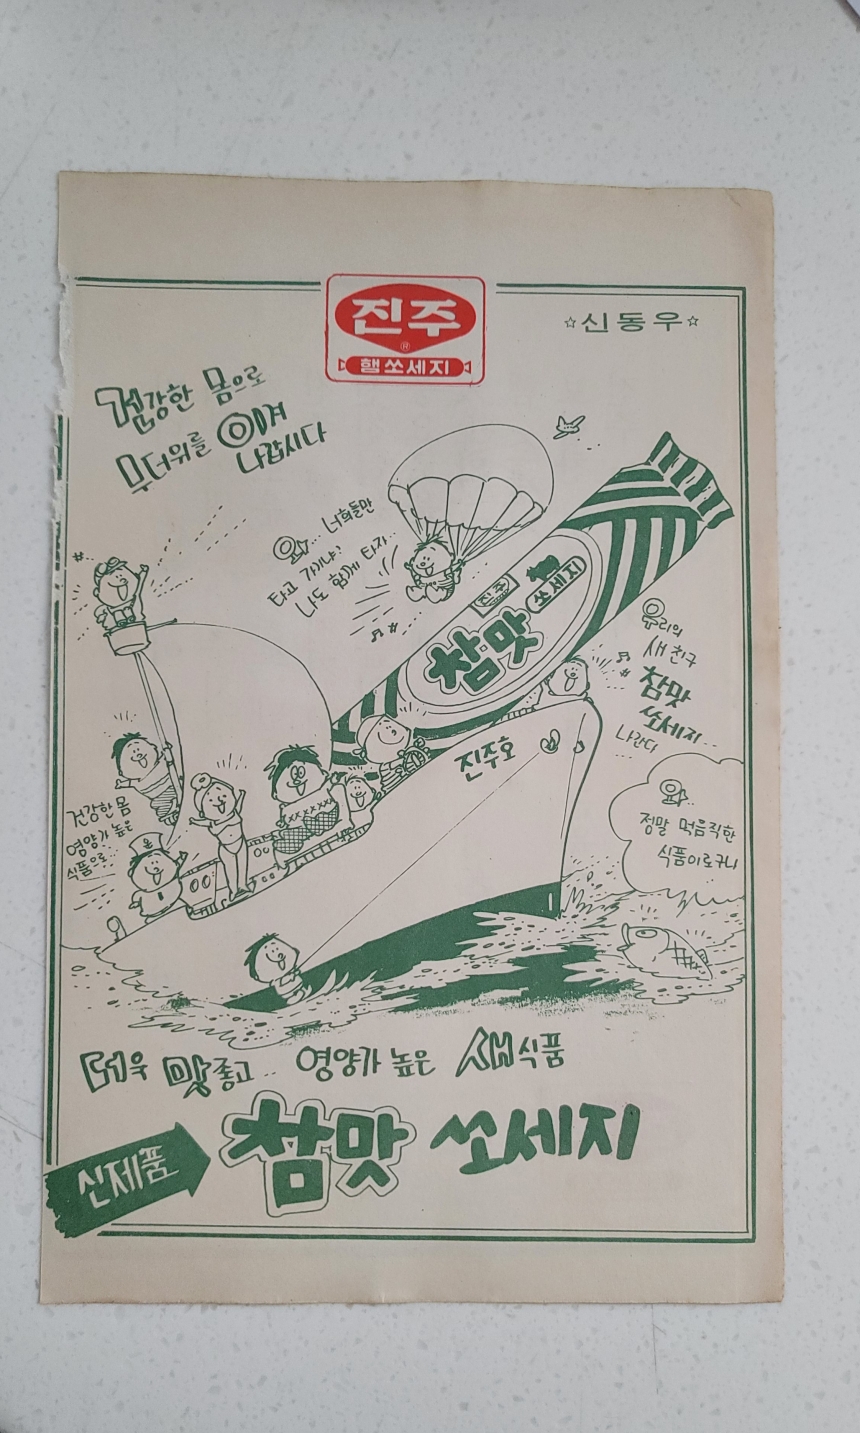 진주
®
햄쏘세지
☆신동우☆
건강한 몸으로
무더위를 이겨
나갑시다
와... 너희들만
타고 가기냐?
나도 함께 타자..
진주
쏘세지
참맛
우리의
새 친구
참맛
쏘세지..
나간다
진주호
건강한 몸
영양가 높은
식품으로..
와..
정말 먹음직한
식품이로구나
더욱 맛좋고.. 영양가 높은 새식품
신제품
참맛 쏘세지